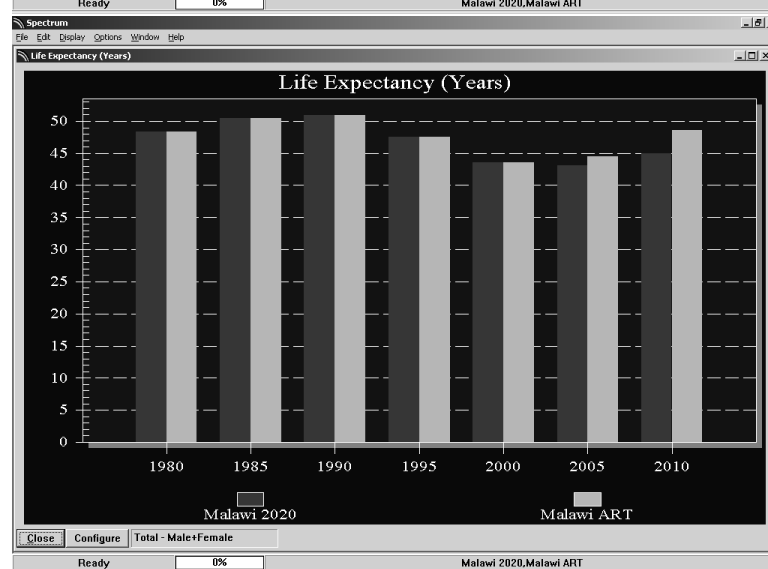 Ready 0% Malawi 2020,Malawi ART
Spectrum
File Edit Display Options Window Help
Life Expectancy (Years)
Life Expectancy (Years)
50
45
40
35
30
25
20
15
10
5
0
1980 1985 1990 1995 2000 2005 2010
Malawi 2020 Malawi ART
Close Configure Total - Male+Female
Ready 0% Malawi 2020,Malawi ART